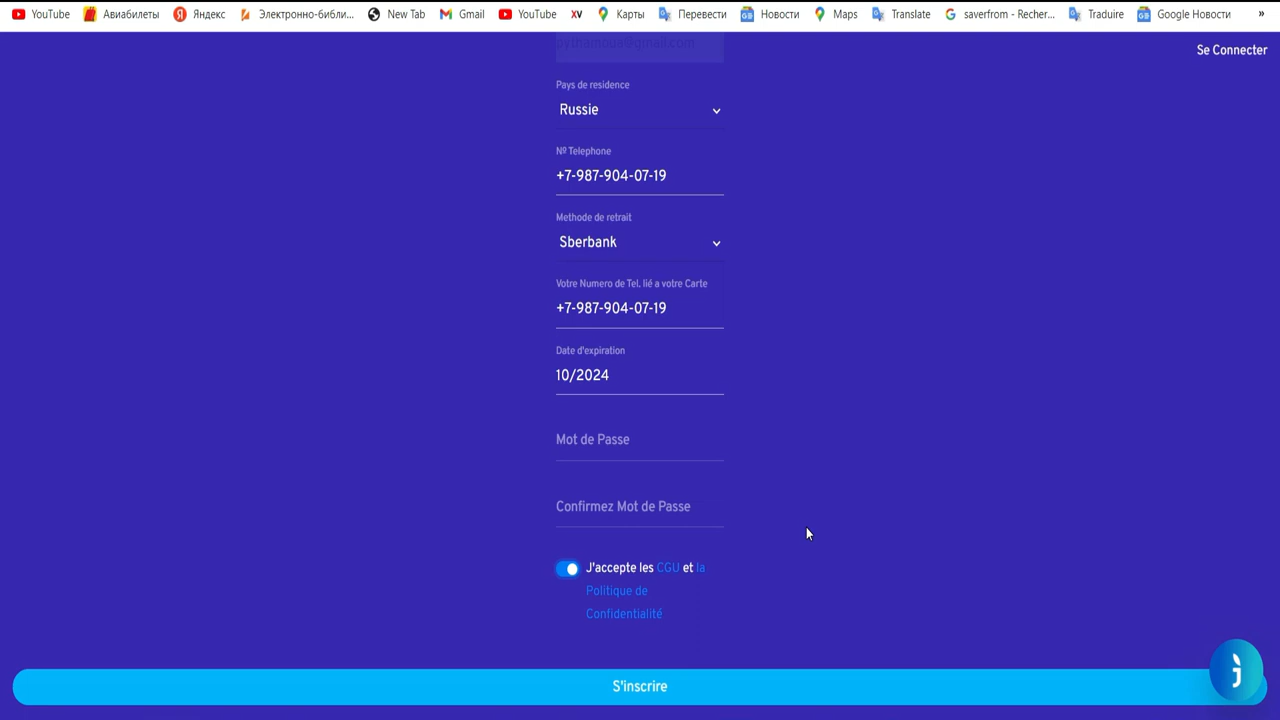 YouTube Авиабилеты Яндекс Электронно-библи... New Tab Gmail YouTube XV Карты Перевести Новости Maps Translate saverfrom - Recher... Traduire Google Новости »
Se Connecter
Pays de residence
Russie
Nº Telephone
+7-987-904-07-19
Methode de retrait
Sberbank
Votre Numero de Tel, lié a votre Carte
+7-987-904-07-19
Date d'expiration
10/2024
Mot de Passe
Confirmez Mot de Passe
J'accepte les CGU et la
Politique de
Confidentialité
S'inscrire